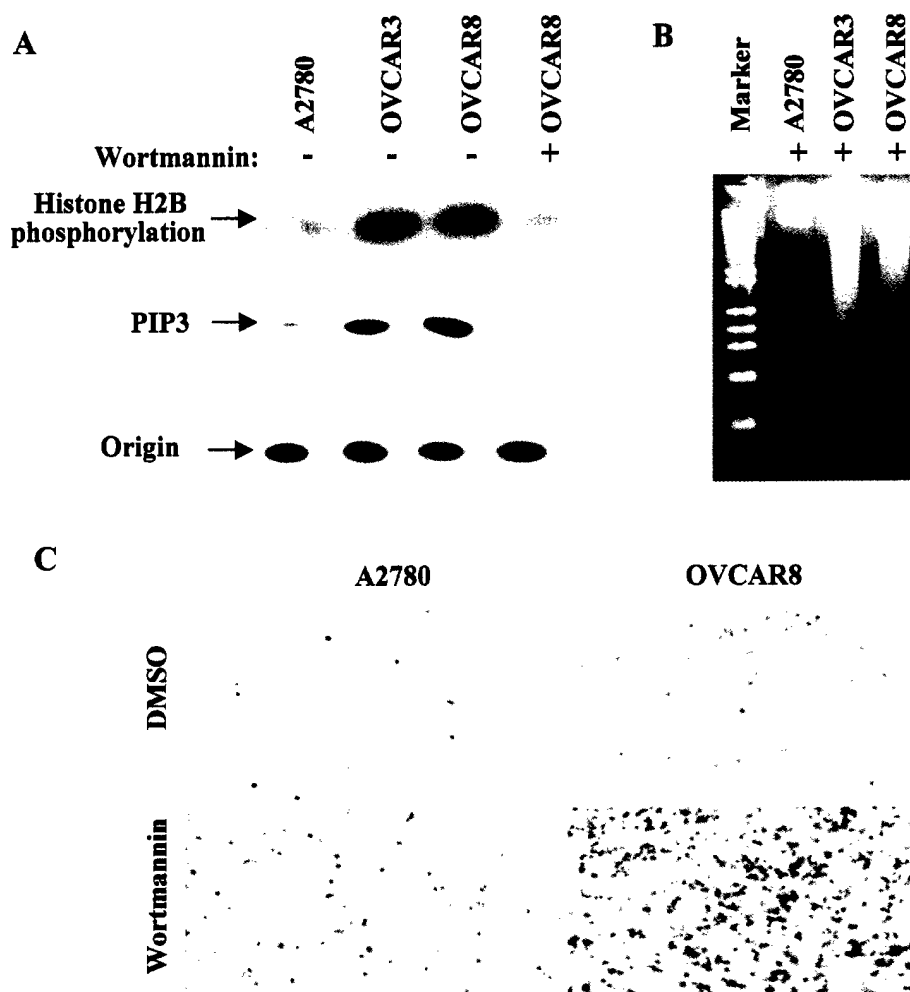 A
A2780
OVCAR3
OVCAR8
OVCAR8
Wortmannin: - - - +
Histone H2B
phosphorylation
PIP3
Origin
B
Marker
+ A2780
+ OVCAR3
+ OVCAR8
C
A2780 OVCAR8
DMSO
Wortmannin